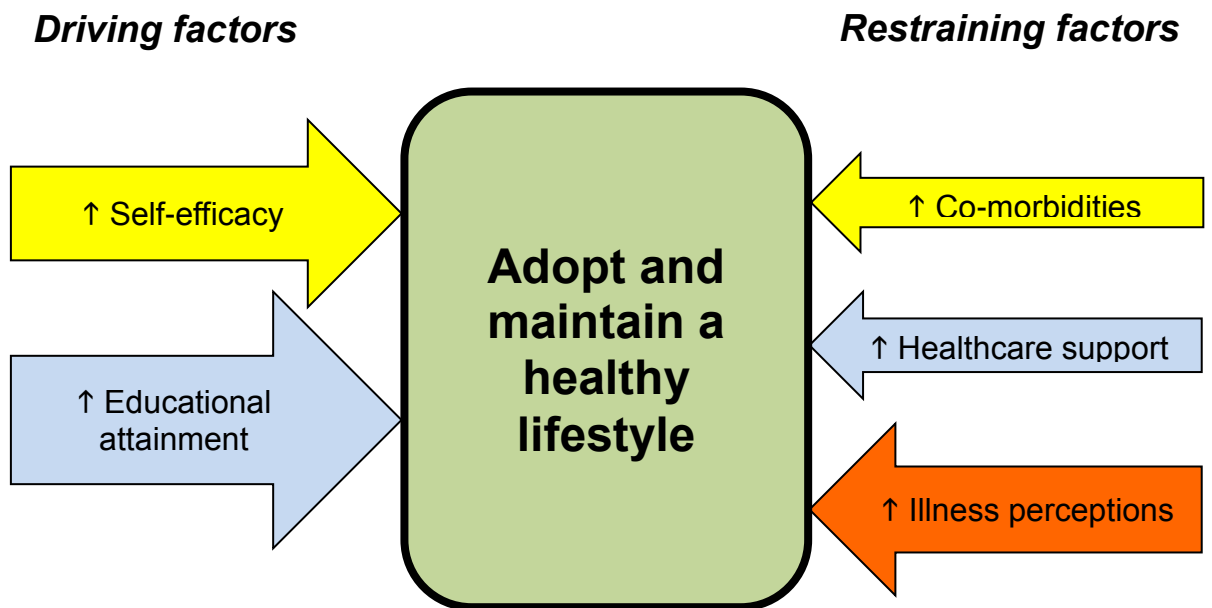 Driving factors
Restraining factors
↑ Self-efficacy
↑ Educational
attainment
Adopt and
maintain a
healthy
lifestyle
↑ Co-morbidities
↑ Healthcare support
↑ Illness perceptions